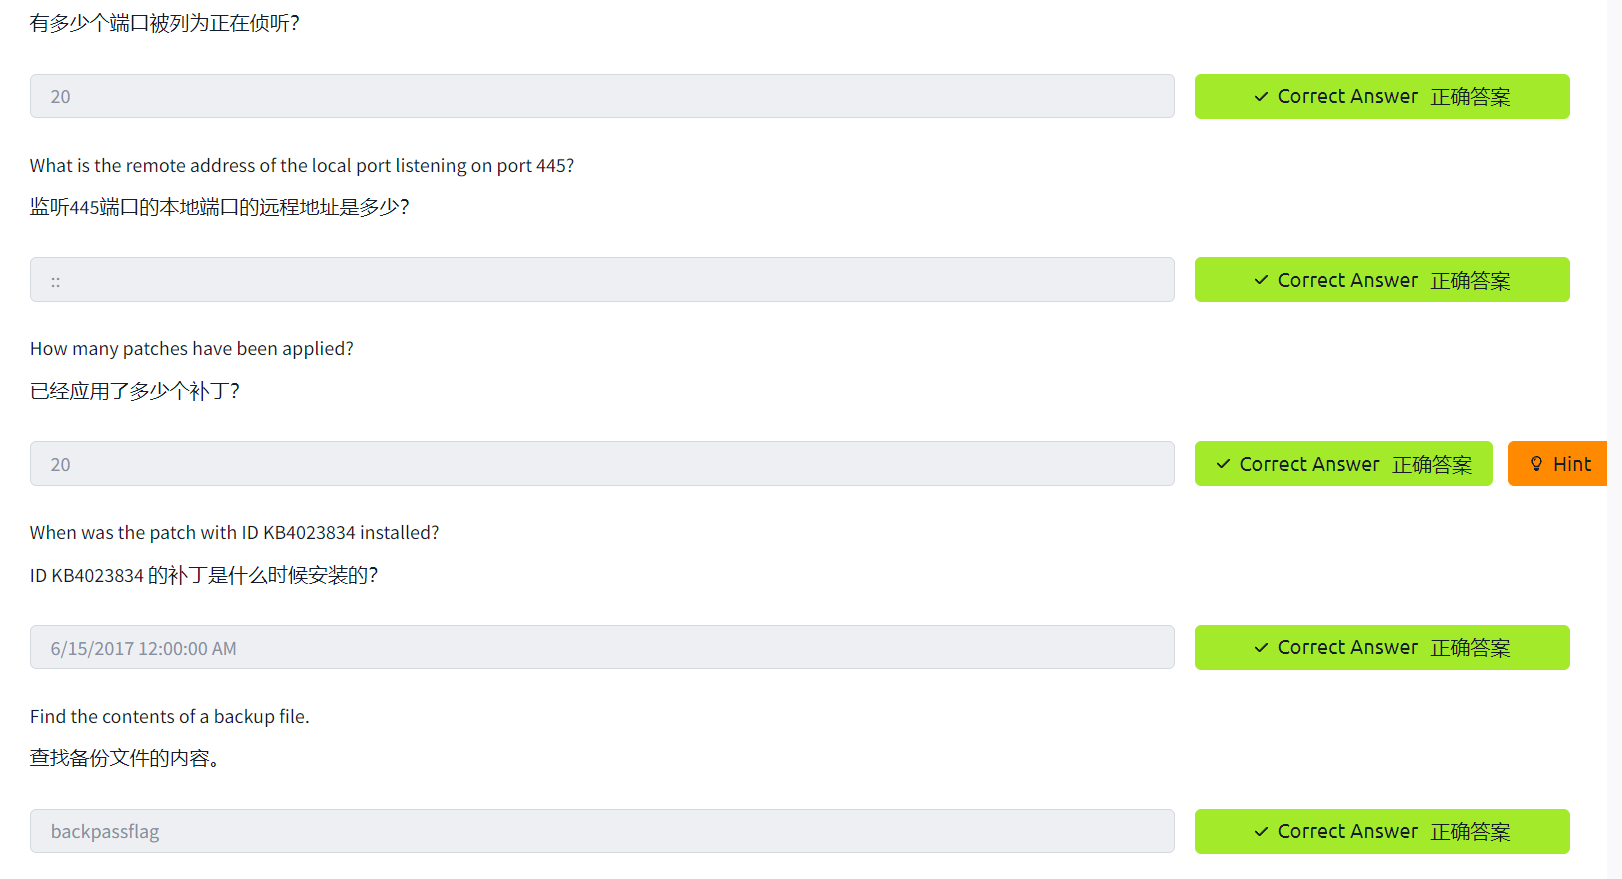 有多少个端口被列为正在侦听?
20
Correct Answer 正确答案
What is the remote address of the local port listening on port 445?
监听445端口的本地端口的远程地址是多少?
::
Correct Answer 正确答案
How many patches have been applied?
已经应用了多少个补丁?
20
Correct Answer 正确答案
Hint
When was the patch with ID KB4023834 installed?
ID KB4023834 的补丁是什么时候安装的?
6/15/2017 12:00:00 AM
Correct Answer 正确答案
Find the contents of a backup file.
查找备份文件的内容。
backpassflag
Correct Answer 正确答案